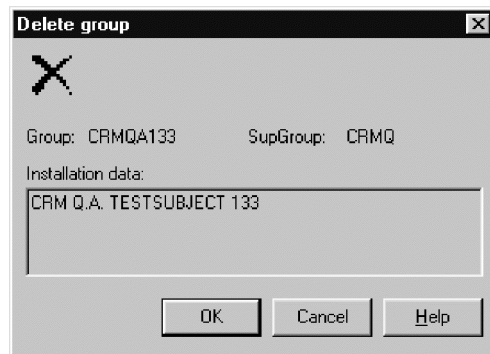 Delete group
Group: CRMQA133 SupGroup: CRMQ
Installation data:
CRM Q.A. TESTSUBJECT 133
OK Cancel Help